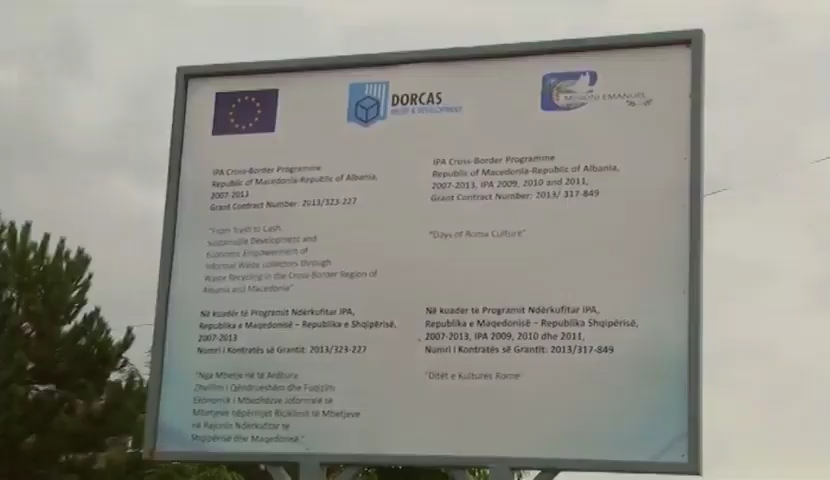 DORCAS
RELIEF & DEVELOPMENT
MISIONI EMANUEL
IPA Cross-Border Programme
Republic of Macedonia-Republic of Albania,
2007-2013
Grant Contract Number: 2013/323-227
"From Trash to Cash,
Sustainable Development and
Economic Empowerment of
Informal Waste Collectors through
Waste Recycling in the Cross-Border Region of
Albania and Macedonia"
IPA Cross-Border Programme
Republic of Macedonia-Republic of Albania,
2007-2013, IPA 2009, 2010 and 2011,
Grant Contract Number: 2013/ 317-849
"Days of Roma Culture"
Në kuadër të Programit Ndërkufitar IPA,
Republika e Maqedonisë – Republika e Shqipërisë,
2007-2013
Numri i Kontratës së Grantit: 2013/323-227
"Nga Mbetje në të Ardhura
Zhvillimi i Qëndrueshëm dhe Fuqizimi
Ekonomik i Mbledhësve Joformalë të
Mbetjeve nëpërmjet Riciklimit të Mbetjeve
në Rajonin Ndërkufitar të
Shqipërisë dhe Maqedonisë."
Në kuadër të Programit Ndërkufitar IPA,
Republika e Maqedonisë – Republika Shqipërisë,
2007-2013, IPA 2009, 2010 dhe 2011,
Numri i Kontratës së Grantit: 2013/317-849
"Ditët e Kulturës Rome"